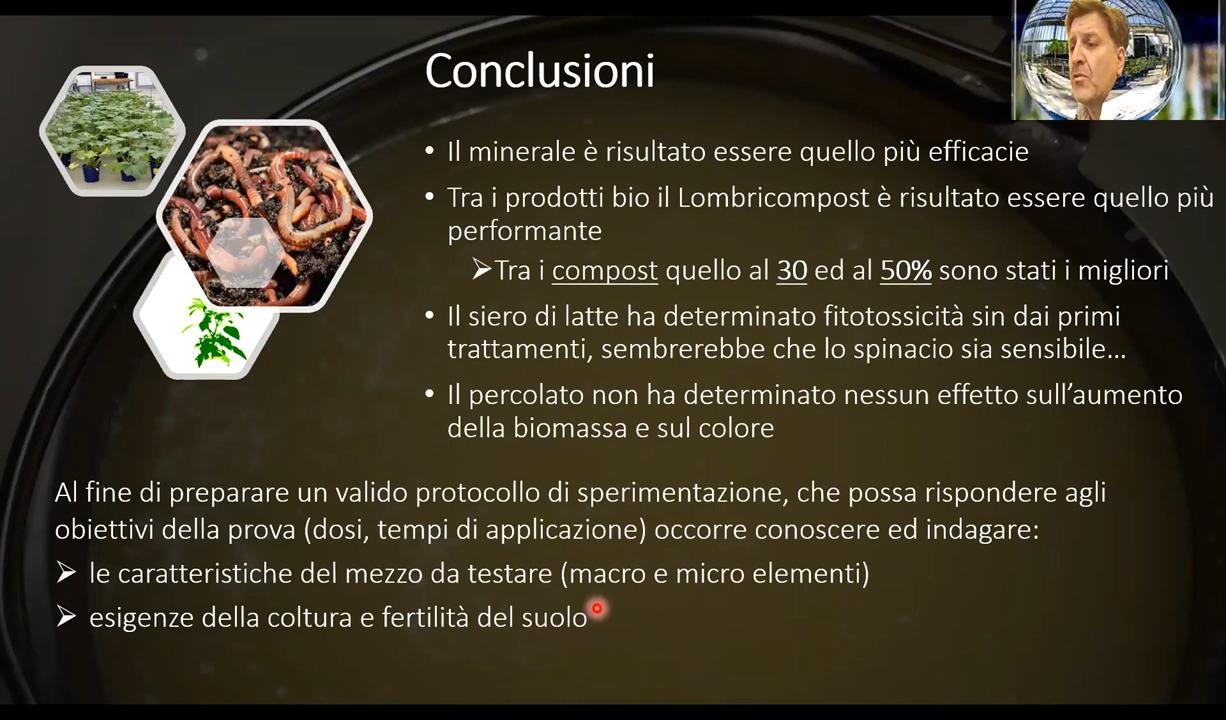 Conclusioni
• Il minerale è risultato essere quello più efficacie
• Tra i prodotti bio il Lombricompost è risultato essere quello più
performante
➢Tra i compost quello al 30 ed al 50% sono stati i migliori
• Il siero di latte ha determinato fitotossicità sin dai primi
trattamenti, sembrerebbe che lo spinacio sia sensibile...
• Il percolato non ha determinato nessun effetto sull’aumento
della biomassa e sul colore
Al fine di preparare un valido protocollo di sperimentazione, che possa rispondere agli
obiettivi della prova (dosi, tempi di applicazione) occorre conoscere ed indagare:
➢ le caratteristiche del mezzo da testare (macro e micro elementi)
➢ esigenze della coltura e fertilità del suolo